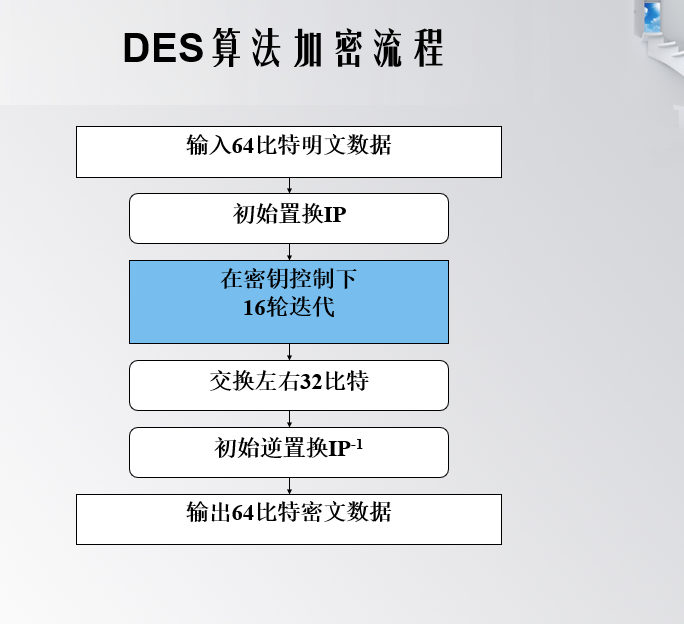 DES算法加密流程
输入64比特明文数据
初始置换IP
在密钥控制下
16轮迭代
交换左右32比特
初始逆置换IP-1
输出64比特密文数据